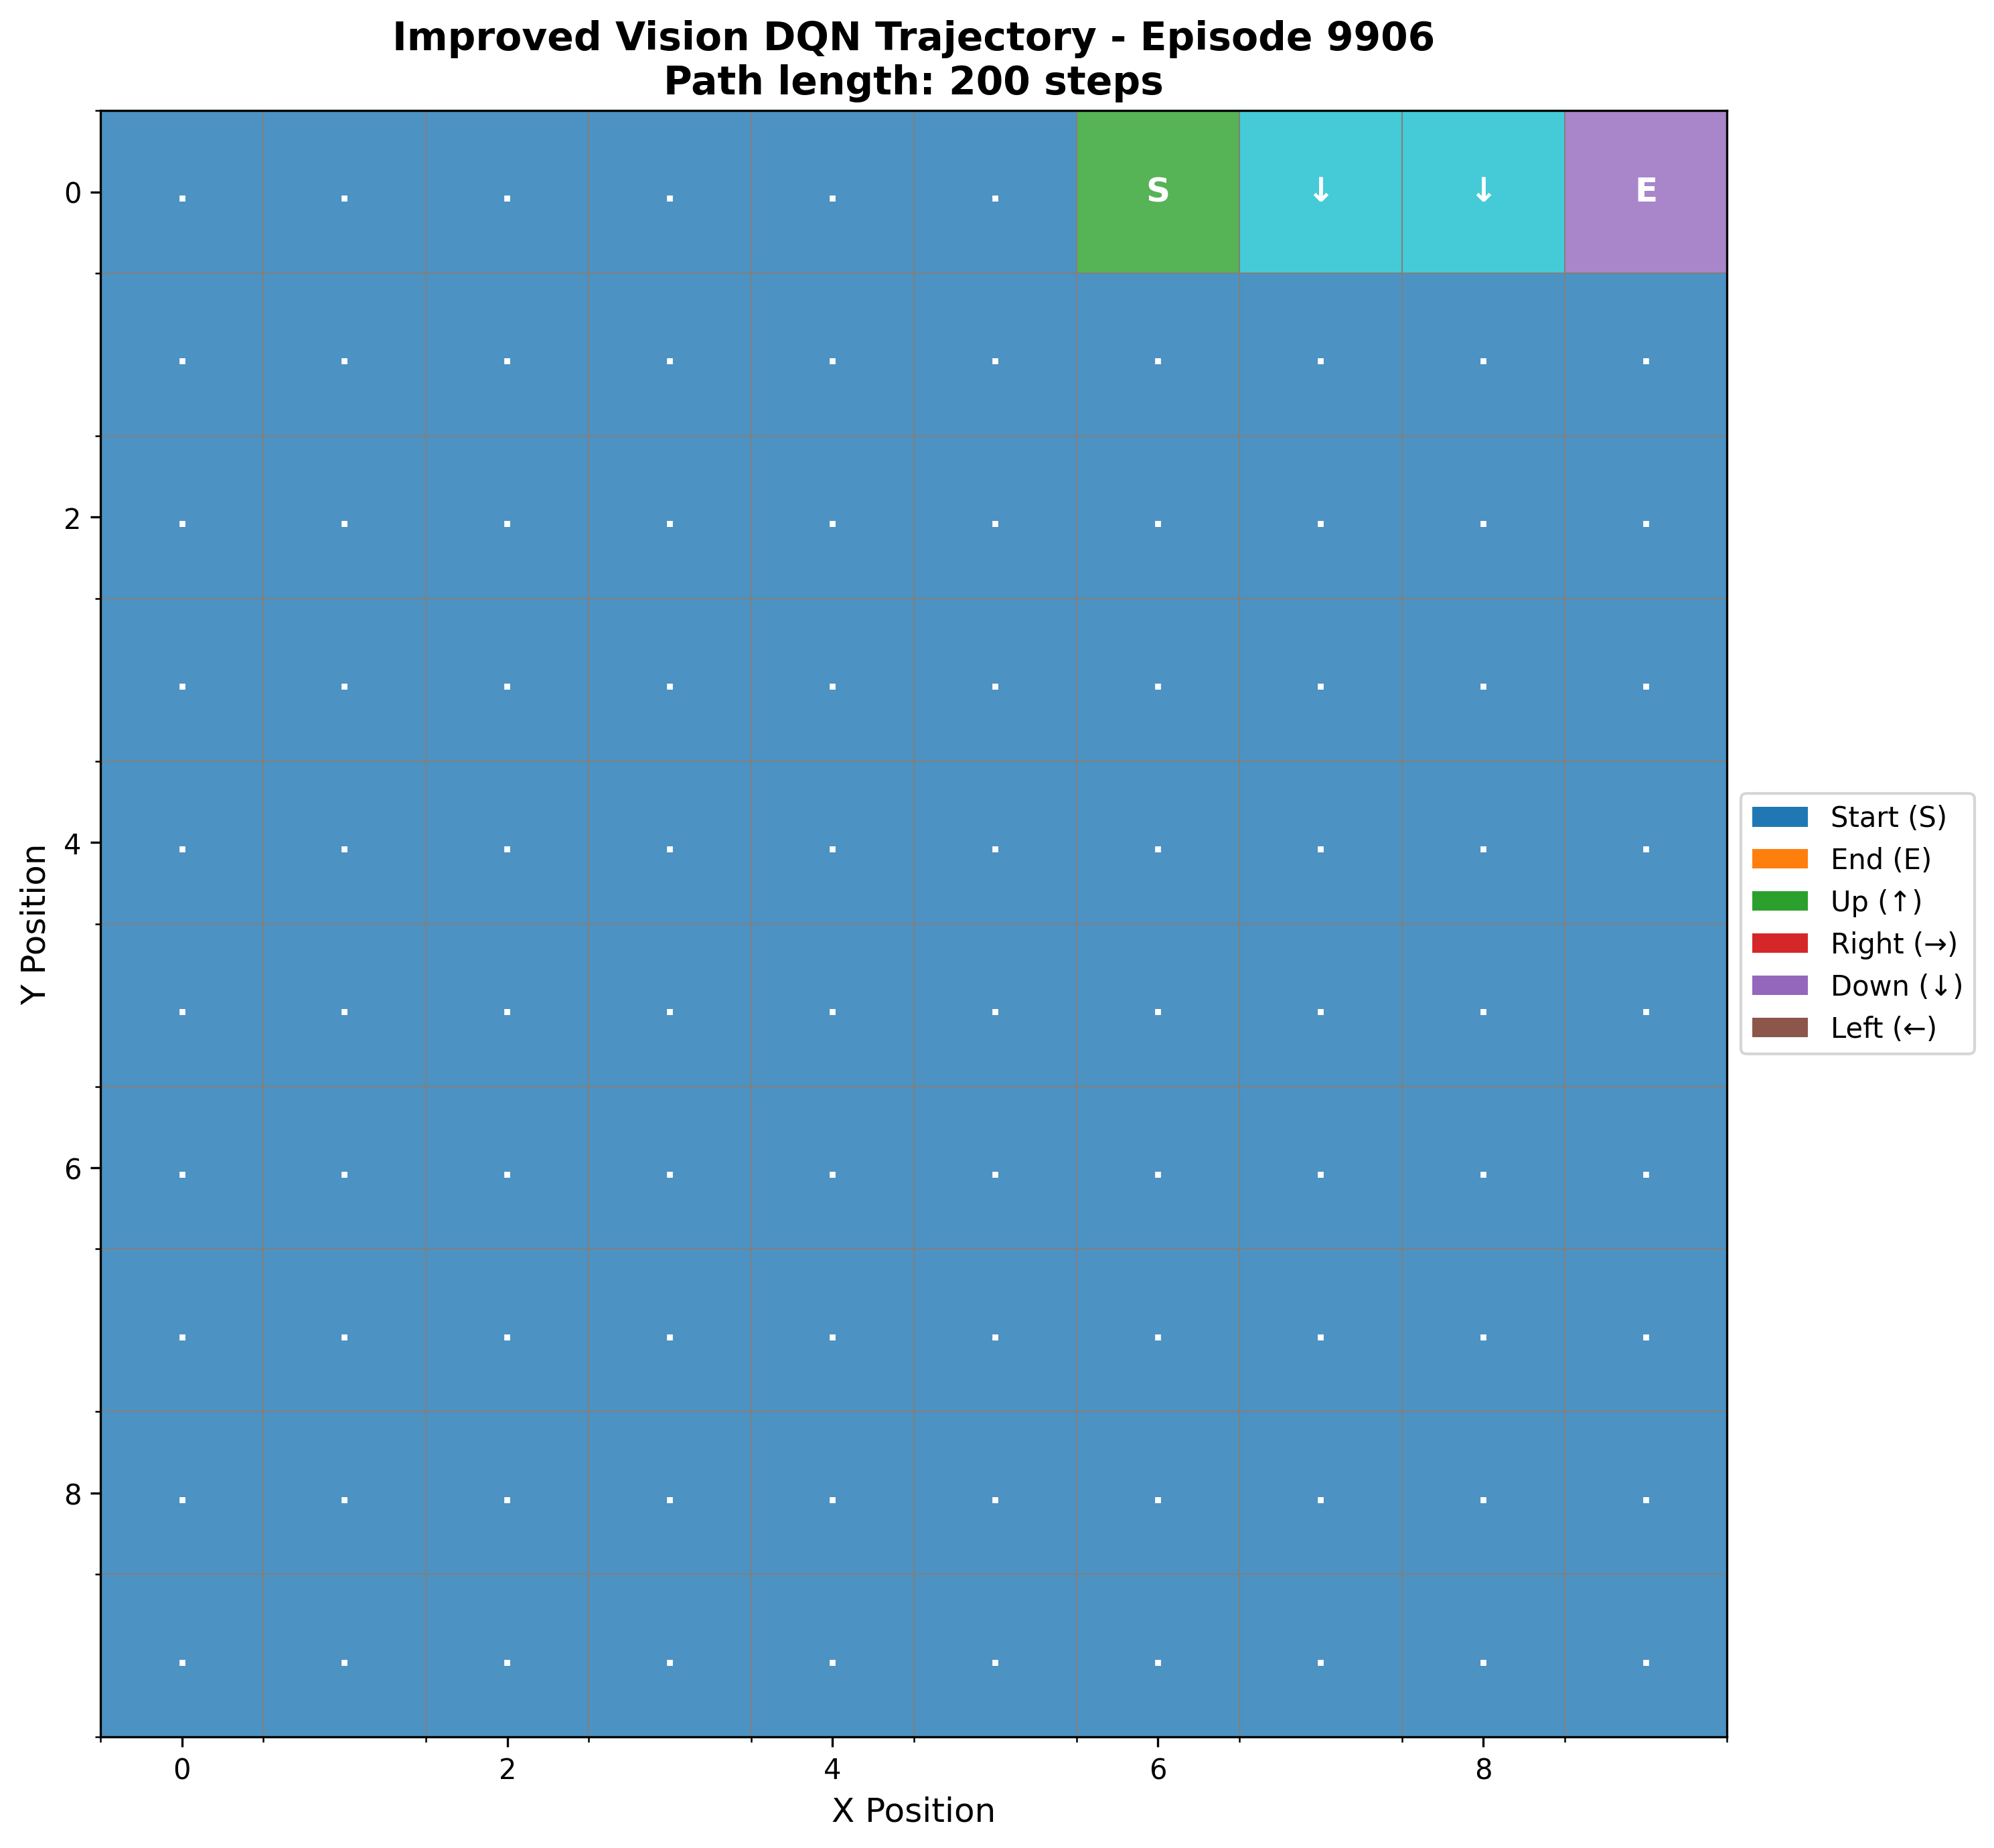 Improved Vision DQN Trajectory - Episode 9906
Path length: 200 steps
S ↓ ↓ E
0
2
4
6
8
Y Position
0 2 4 6 8
X Position
Start (S)
End (E)
Up (↑)
Right (→)
Down (↓)
Left (←)